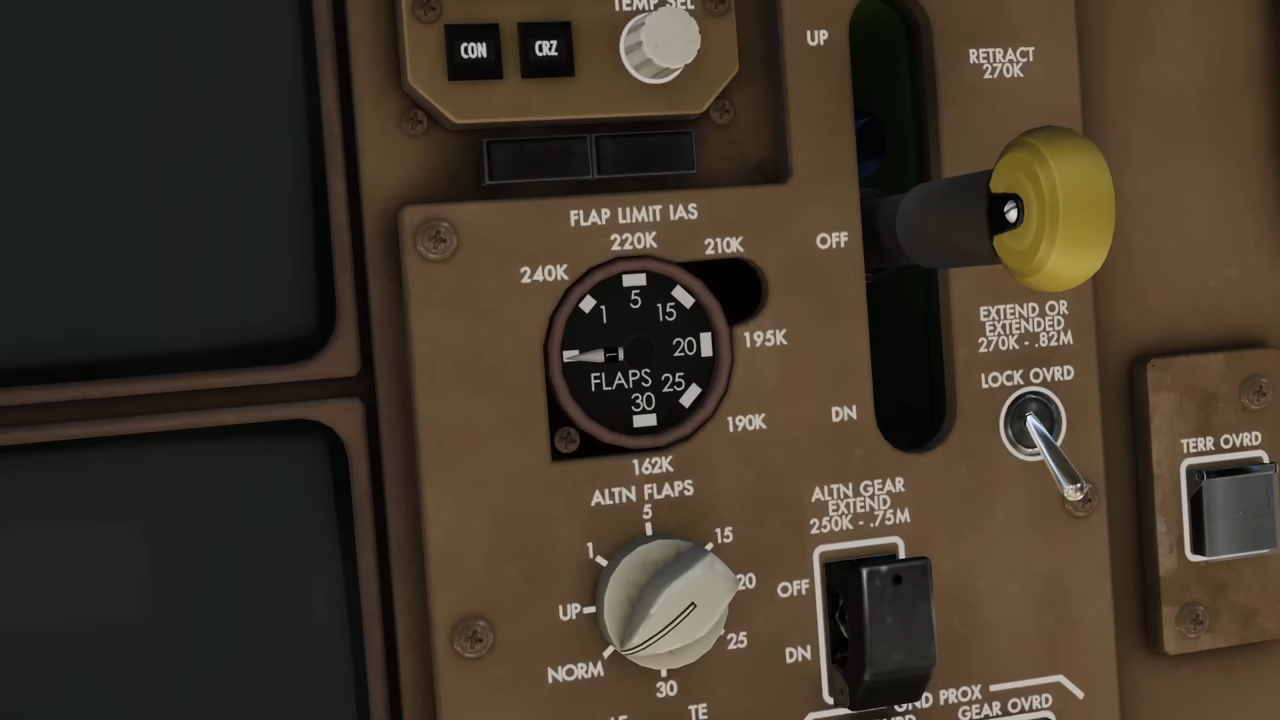 TEMP SEL
CON
CRZ
UP
RETRACT
270K
FLAP LIMIT IAS
220K
210K
240K
OFF
5
1
15
20
195K
FLAPS
25
30
190K
162K
DN
EXTEND OR
EXTENDED
270K - .82M
LOCK OVRD
TERR OVRD
ALTN FLAPS
5
15
1
20
UP
25
NORM
30
ALTN GEAR
EXTEND
250K - .75M
OFF
DN
GND PROX
GEAR OVRD
TE